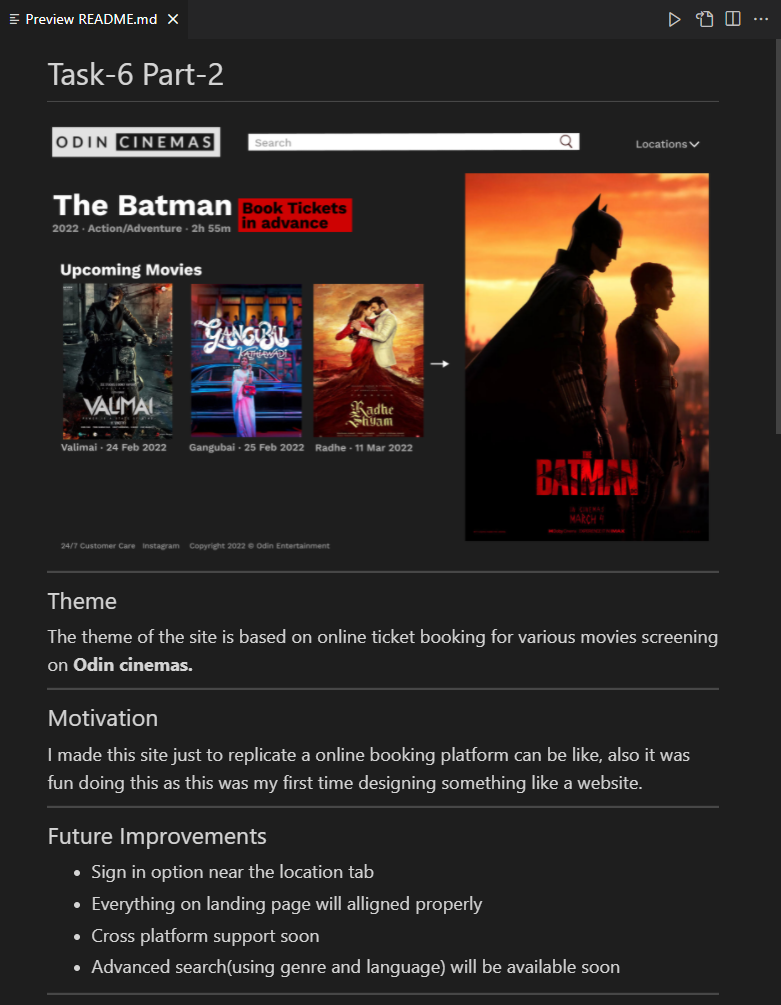 Preview README.md
Task-6 Part-2
ODIN CINEMAS
Search
Locations
The Batman
Book Tickets
in advance
2022 · Action/Adventure · 2h 55m
Upcoming Movies
VALIMAI
GANGUBAI
KATHIAWADI
Radhe
Shyam
Valimai · 24 Feb 2022
Gangubai · 25 Feb 2022
Radhe · 11 Mar 2022
THE
BATMAN
IN CINEMAS
MARCH 4
24/7 Customer Care
Instagram
Copyright 2022 © Odin Entertainment
Theme
The theme of the site is based on online ticket booking for various movies screening
on Odin cinemas.
Motivation
I made this site just to replicate a online booking platform can be like, also it was
fun doing this as this was my first time designing something like a website.
Future Improvements
Sign in option near the location tab
Everything on landing page will alligned properly
Cross platform support soon
Advanced search(using genre and language) will be available soon